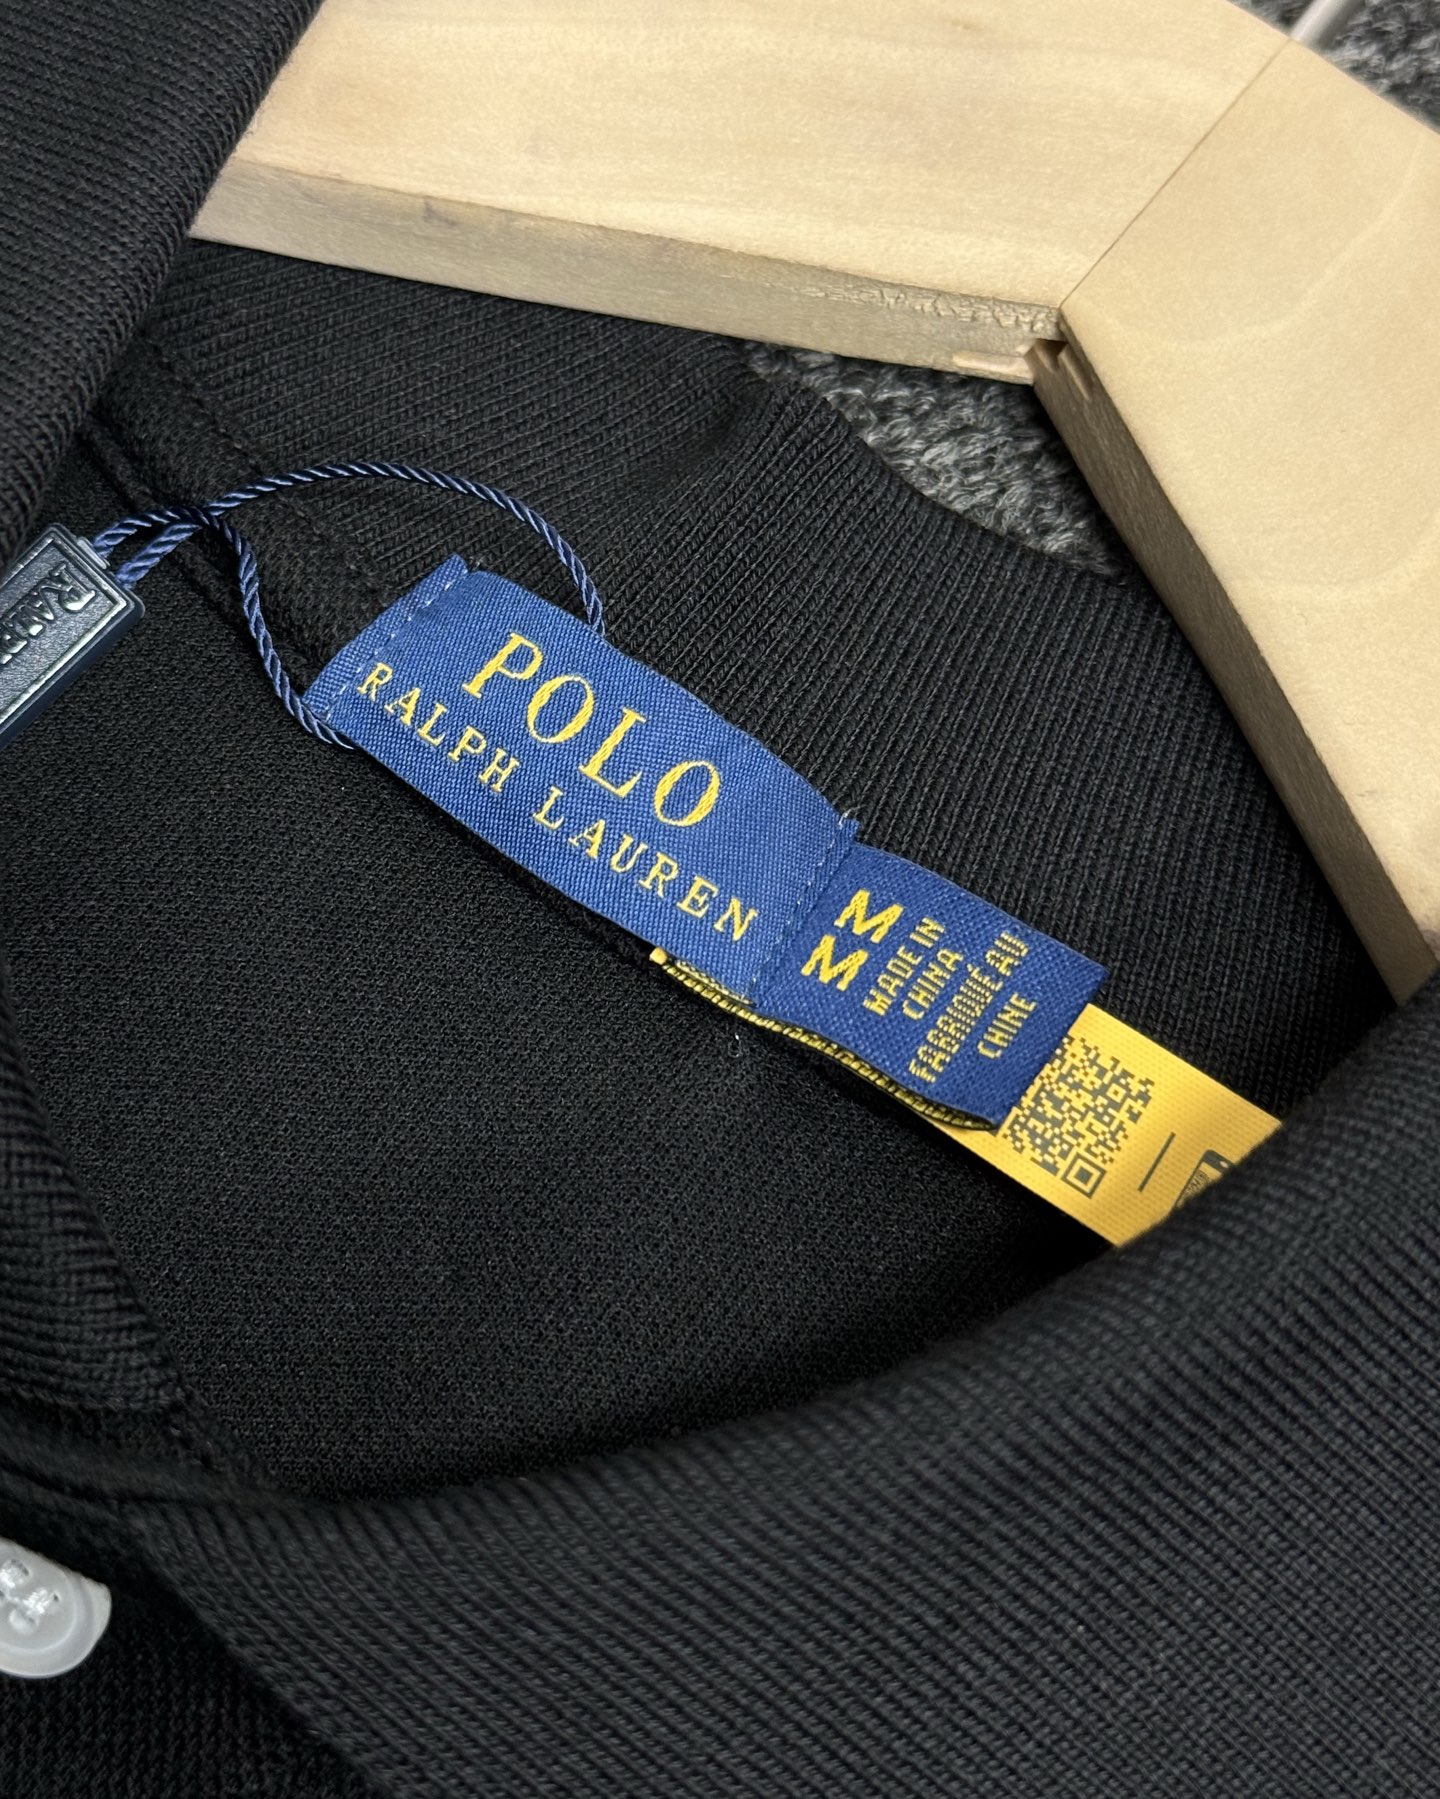 POLO
RALPH LAUREN
M
M
MADE IN
CHINA
FABRIQUÉ AU
CHINE